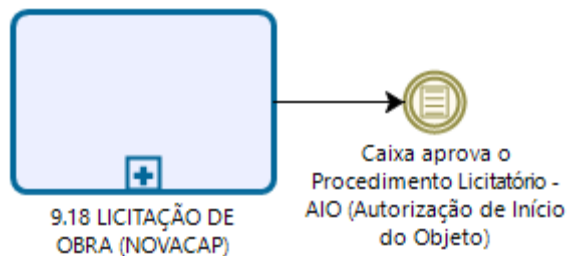 9.18 LICITAÇÃO DE
OBRA (NOVACAP)
Caixa aprova o
Procedimento Licitatório -
AIO (Autorização de Início
do Objeto)